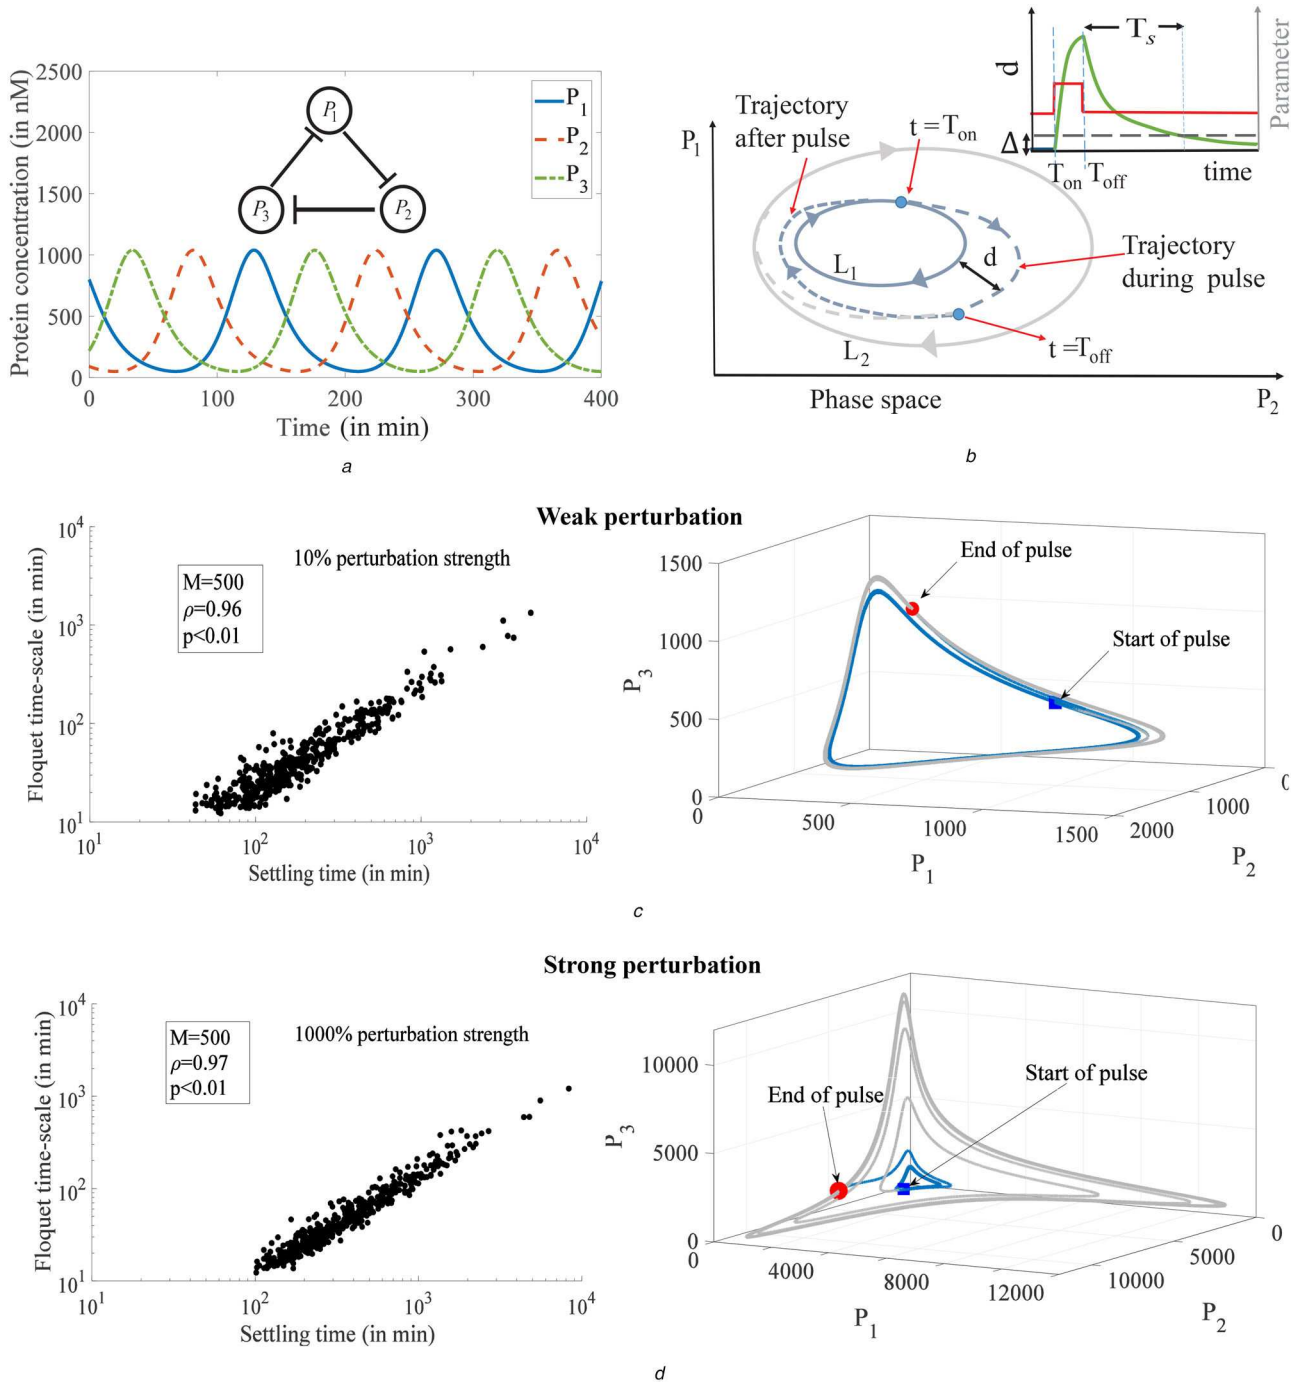 2500
2000
1500
1000
500
0
0
100
200
300
400
Protein concentration (in nM)
Time (in min)
P1
P2
P3
P1
P3
P2
a
P1
P2
Phase space
Trajectory
after pulse
t = Ton
L1
L2
d
Trajectory
during pulse
t = Toff
d
Δ
Ts
Ton
Toff
time
Parameter
b
Weak perturbation
10^4
10^3
10^2
10^1
10^1
10^2
10^3
10^4
Floquet time-scale (in min)
Settling time (in min)
10% perturbation strength
M=500
ρ=0.96
p<0.01
End of pulse
Start of pulse
1500
1000
500
0
P3
0
500
1000
1500
P1
2000
1000
0
P2
c
Strong perturbation
10^4
10^3
10^2
10^1
10^1
10^2
10^3
10^4
Floquet time-scale (in min)
Settling time (in min)
1000% perturbation strength
M=500
ρ=0.97
p<0.01
End of pulse
Start of pulse
10000
5000
0
P3
0
4000
8000
12000
P1
10000
5000
0
P2
d